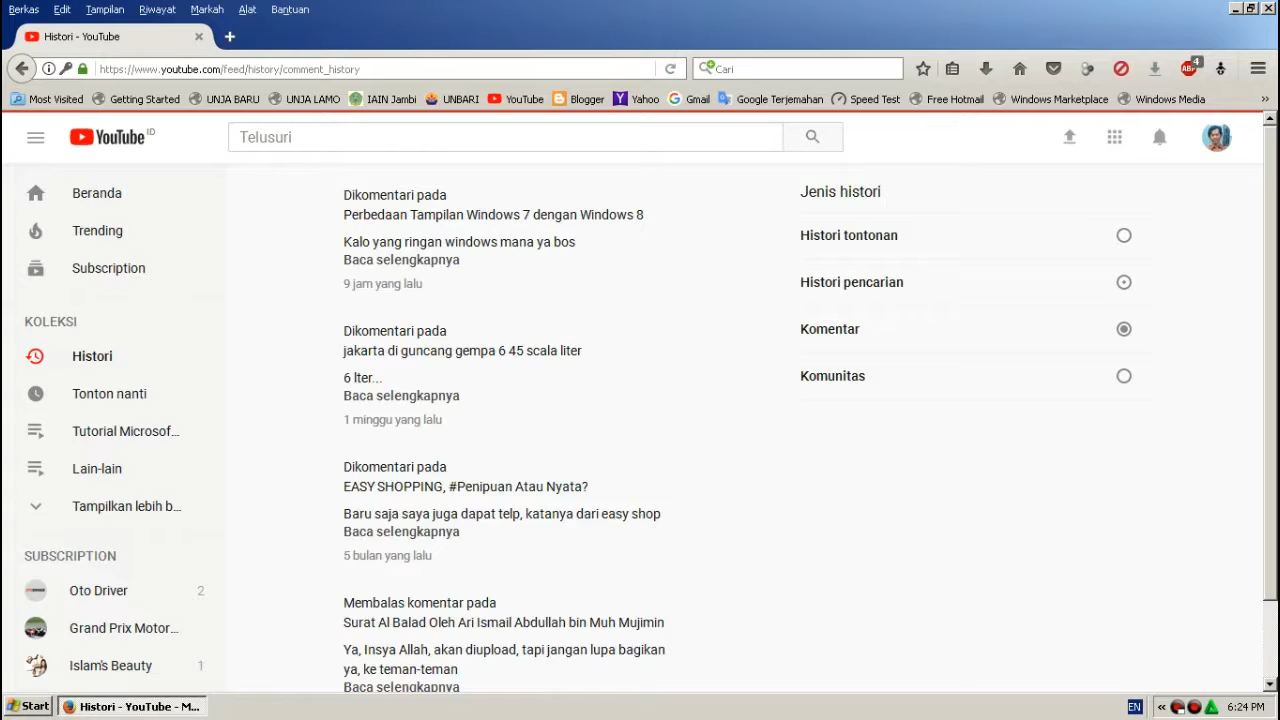 Berkas Edit Tampilan Riwayat Markah Alat Bantuan
Histori - YouTube
https://www.youtube.com/feed/history/comment_history
Cari
4
Most Visited Getting Started UNJA BARU UNJA LAMO IAIN Jambi UNBARI YouTube Blogger Yahoo Gmail Google Terjemahan Speed Test Free Hotmail Windows Marketplace Windows Media
YouTube ID
Telusuri
Beranda
Trending
Subscription
KOLEKSI
Histori
Tonton nanti
Tutorial Microsof...
Lain-lain
Tampilkan lebih b...
SUBSCRIPTION
Oto Driver 2
Grand Prix Motor...
Islam's Beauty 1
Dikomentari pada
Perbedaan Tampilan Windows 7 dengan Windows 8
Kalo yang ringan windows mana ya bos
Baca selengkapnya
9 jam yang lalu
Dikomentari pada
jakarta di guncang gempa 6 45 scala liter
6 lter...
Baca selengkapnya
1 minggu yang lalu
Dikomentari pada
EASY SHOPPING, #Penipuan Atau Nyata?
Baru saja saya juga dapat telp, katanya dari easy shop
Baca selengkapnya
5 bulan yang lalu
Membalas komentar pada
Surat Al Balad Oleh Ari Ismail Abdullah bin Muh Mujimin
Ya, Insya Allah, akan diupload, tapi jangan lupa bagikan
ya, ke teman-teman
Baca selengkapnya
Jenis histori
Histori tontonan
Histori pencarian
Komentar
Komunitas
Start
Histori - YouTube - M...
EN
6:24 PM